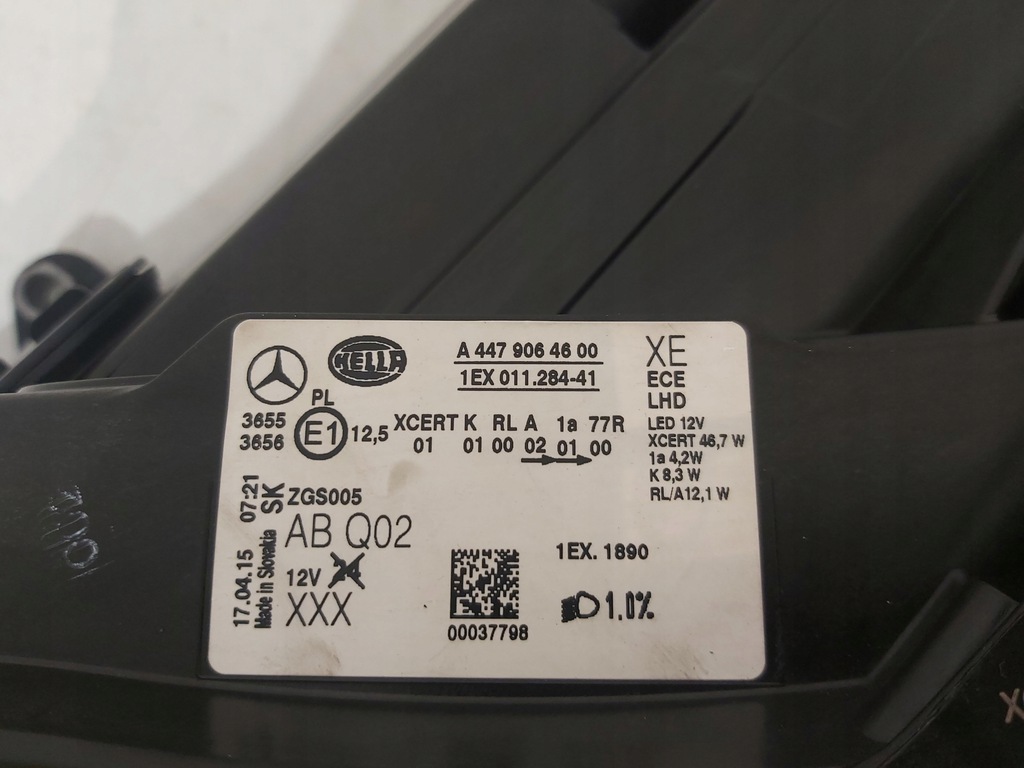 HELLA
A 447 906 46 00
1EX 011.284-41
XE
ECE
LHD
LED 12V
XCERT 46,7 W
1a 4,2W
K 8,3 W
RL/A12,1 W
PL
3655
3656
E1
12,5
XCERT K RL A 1a 77R
01 01 00 02 01 00
17.04.15 07:21
Made in Slovakia
SK
ZGS005
AB Q02
12V
XXX
00037798
1EX. 1890
1.0%
X